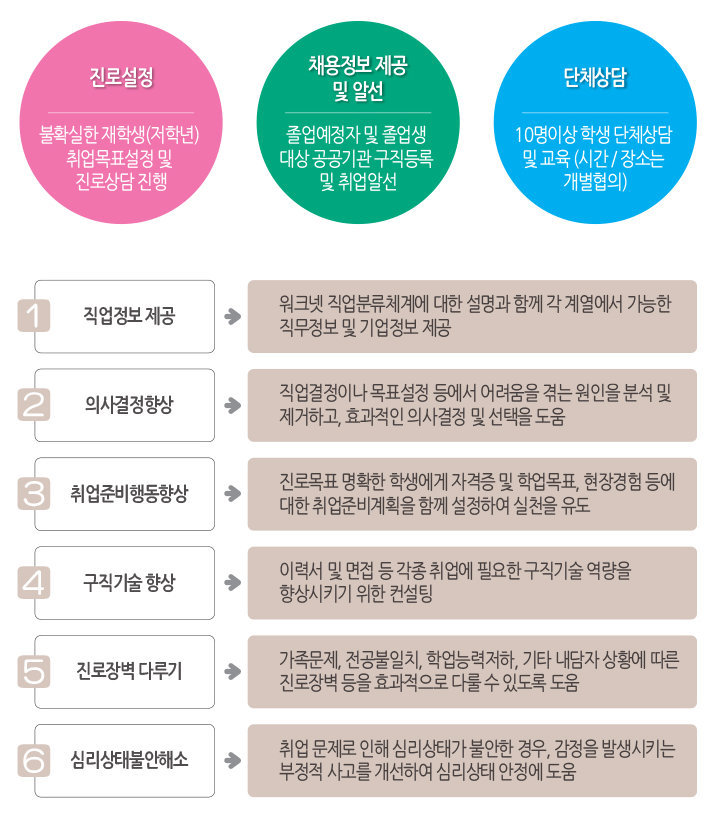 진로설정
불확실한 재학생(저학년)
취업목표설정 및
진로상담 진행
채용정보 제공
및 알선
졸업예정자 및 졸업생
대상 공공기관 구직등록
및 취업알선
단체상담
10명이상 학생 단체상담
및 교육 (시간 / 장소는
개별협의)
1
직업정보 제공
워크넷 직업분류체계에 대한 설명과 함께 각 계열에서 가능한
직무정보 및 기업정보 제공
2
의사결정향상
직업결정이나 목표설정 등에서 어려움을 겪는 원인을 분석 및
제거하고, 효과적인 의사결정 및 선택을 도움
3
취업준비행동향상
진로목표 명확한 학생에게 자격증 및 학업목표, 현장경험 등에
대한 취업준비계획을 함께 설정하여 실천을 유도
4
구직기술 향상
이력서 및 면접 등 각종 취업에 필요한 구직기술 역량을
향상시키기 위한 컨설팅
5
진로장벽 다루기
가족문제, 전공불일치, 학업능력저하, 기타 내담자 상황에 따른
진로장벽 등을 효과적으로 다룰 수 있도록 도움
6
심리상태불안해소
취업 문제로 인해 심리상태가 불안한 경우, 감정을 발생시키는
부정적 사고를 개선하여 심리상태 안정에 도움